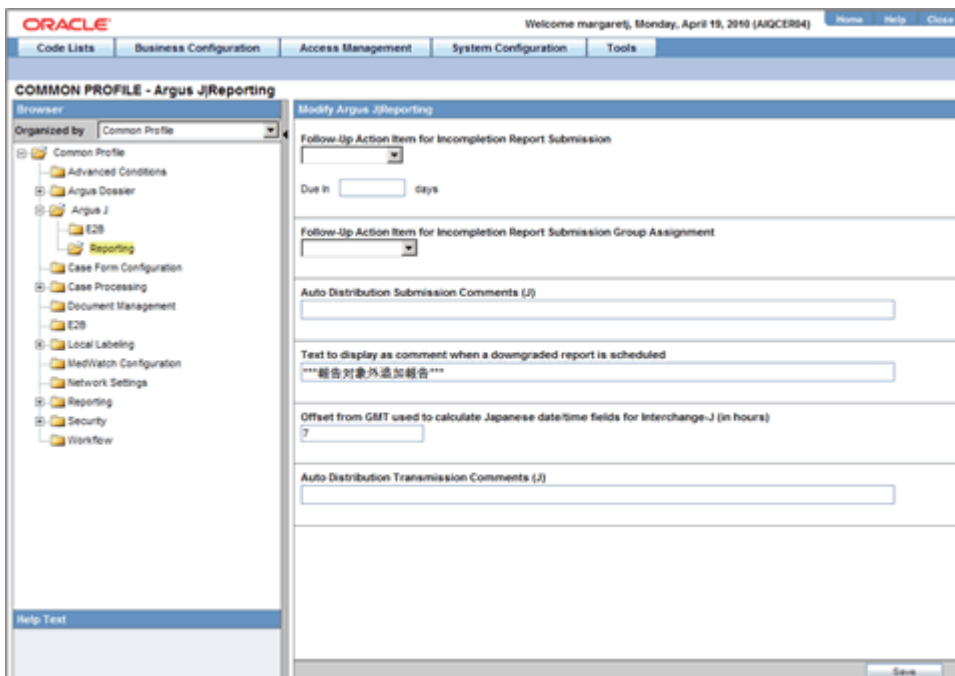 ORACLE
Welcome margaretj, Monday, April 19, 2010 (AIQCER04)
Home Help Close
Code Lists Business Configuration Access Management System Configuration Tools
COMMON PROFILE - Argus J|Reporting
Browser
Organized by Common Profile
Common Profile
Advanced Conditions
Argus Dossier
Argus J
E2B
Reporting
Case Form Configuration
Case Processing
Document Management
E2B
Local Labeling
MedWatch Configuration
Network Settings
Reporting
Security
Workflow
Help Text
Modify Argus J|Reporting
Follow-Up Action Item for Incompletion Report Submission
Due in days
Follow-Up Action Item for Incompletion Report Submission Group Assignment
Auto Distribution Submission Comments (J)
Text to display as comment when a downgraded report is scheduled
***報告対象外追加報告***
Offset from GMT used to calculate Japanese date/time fields for Interchange-J (in hours)
7
Auto Distribution Transmission Comments (J)
Save